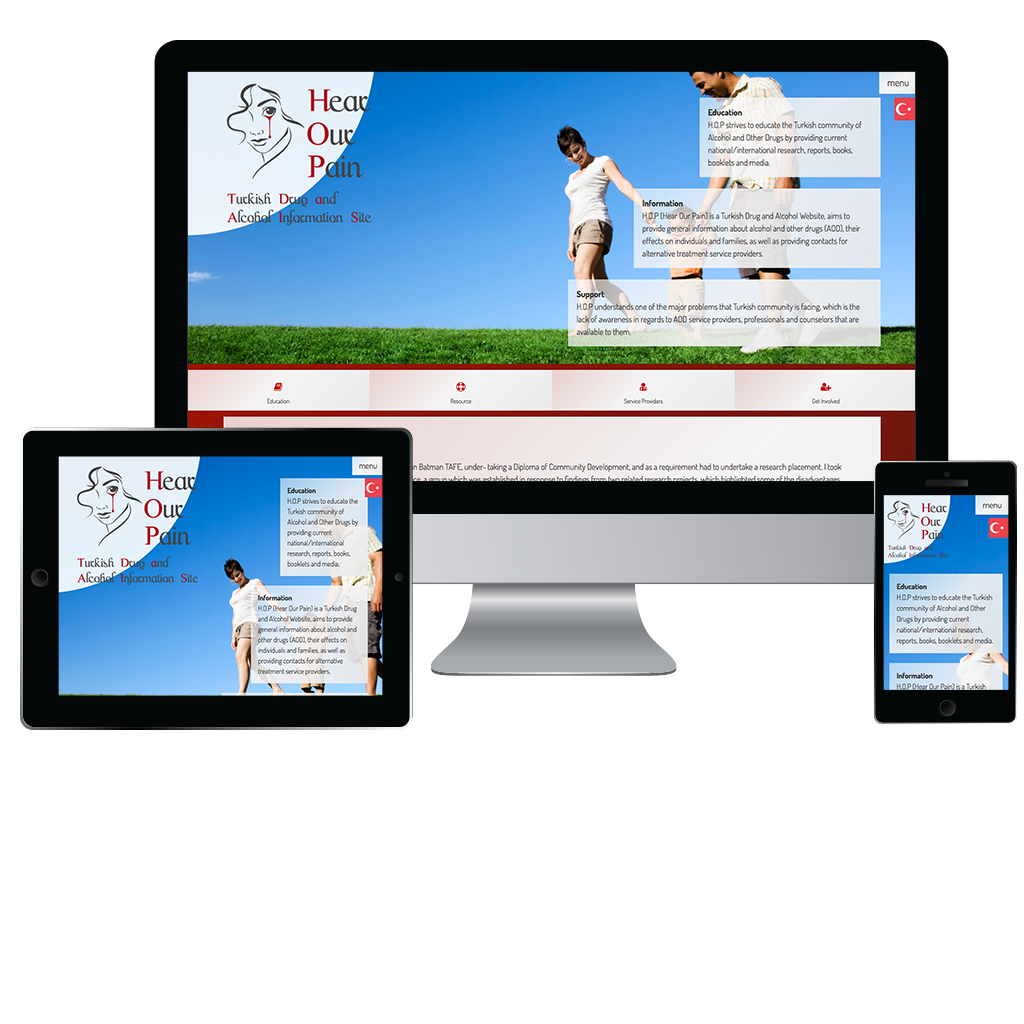 Hear
Our
Pain
Turkish Drug and
Alcohol Information Site
menu
Education
H.O.P strives to educate the Turkish community of
Alcohol and Other Drugs by providing current
national/international research, reports, books,
booklets and media.
Information
H.O.P (Hear Our Pain) is a Turkish Drug and Alcohol Website, aims to
provide general information about alcohol and other drugs (AOD), their
effect on individuals and families, as well as providing contacts for
alternative treatment service providers.
Support
H.O.P understands one of the major problems that Turkish community is facing, which is the
lack of awareness in regards to AOD service providers, professionals and counselors that are
available to them.
Education
Resource
Service Providers
Get Involved
n Batman TAFE, under- taking a Diploma of Community Development, and as a requirement had to undertake a research placement. I took
ce, a group which was established in response to findings from two related research projects, which highlighted some of the disadvantages
Hear
Our
Pain
Turkish Drug and
Alcohol Information Site
menu
Education
H.O.P strives to educate the
Turkish community of
Alcohol and Other Drugs by
providing current
national/international
research, reports, books,
booklets and media.
Information
H.O.P (Hear Our Pain) is a Turkish Drug
and Alcohol Website, aims to provide
general information about alcohol and
other drugs (AOD), their effects on
individuals and families, as well as
providing contacts for alternative
treatment service providers.
Hear
Our
Pain
Turkish Drug and
Alcohol Information Site
menu
Education
H.O.P strives to educate the Turkish
community of Alcohol and Other
Drugs by providing current
national/international research,
reports, books, booklets and media.
Information
H.O.P (Hear Our Pain) is a Turkish